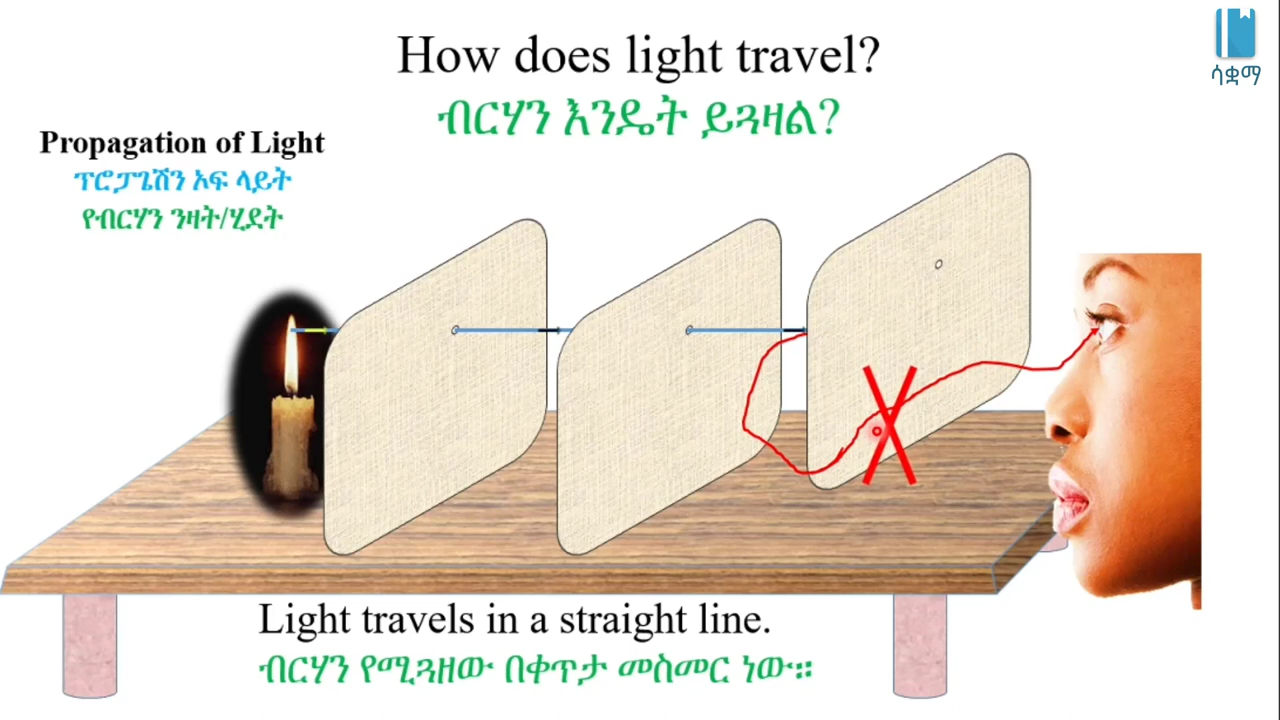 How does light travel?
ብርሃን እንዴት ይጓዛል?
ሳቋማ
Propagation of Light
ፕሮፓጌሽን ኦፍ ላይት
የብርሃን ንዛት/ሂደት
Light travels in a straight line.
ብርሃን የሚጓዘው በቀጥታ መስመር ነው።